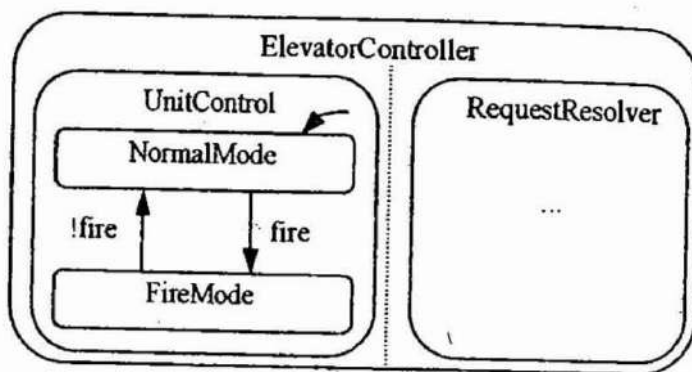 ElevatorController
UnitControl
NormalMode
!fire
fire
FireMode
RequestResolver
...